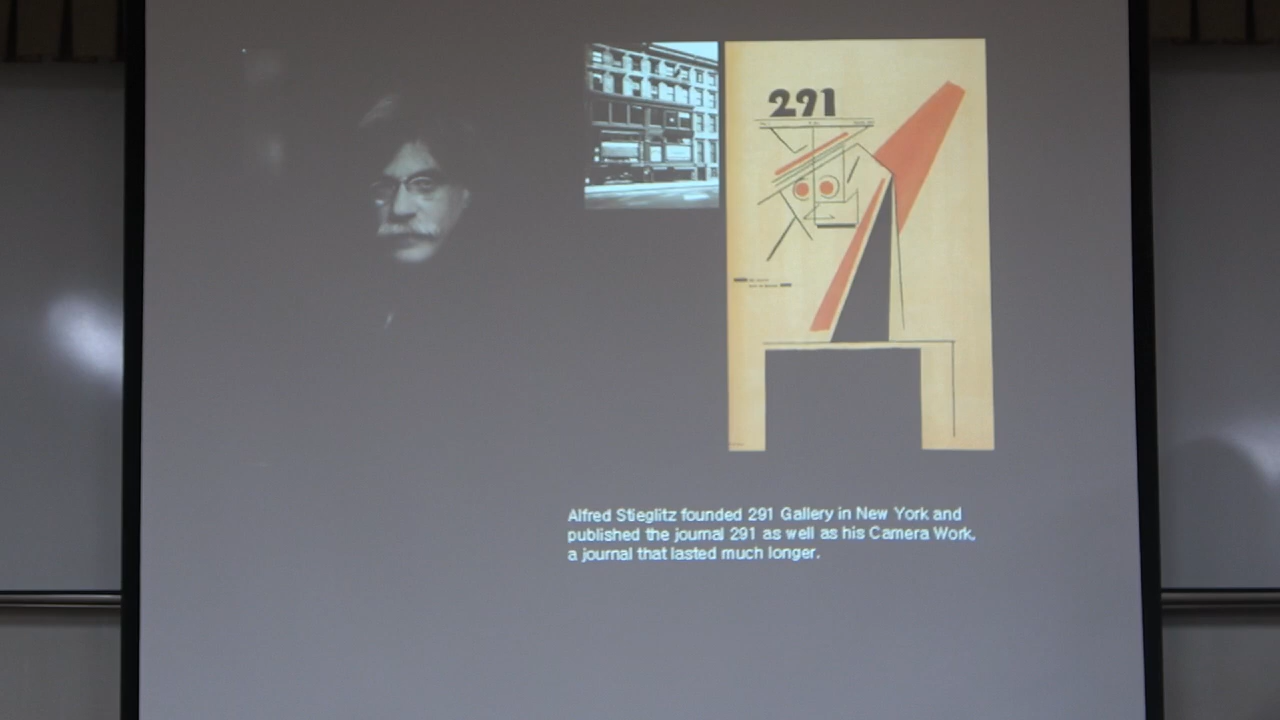 291
Alfred Stieglitz founded 291 Gallery in New York and
published the journal 291 as well as his Camera Work,
a journal that lasted much longer.